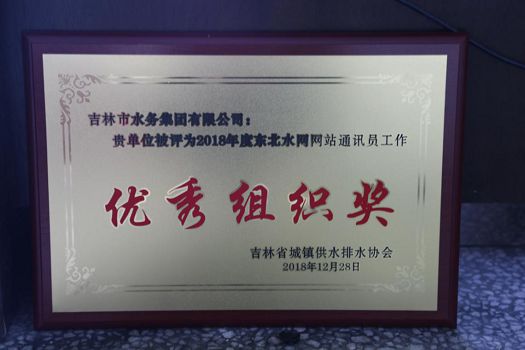 吉林市水务集团有限公司：
贵单位被评为2018年度东北水网网站通讯员工作
优秀组织奖
吉林省城镇供水排水协会
2018年12月28日